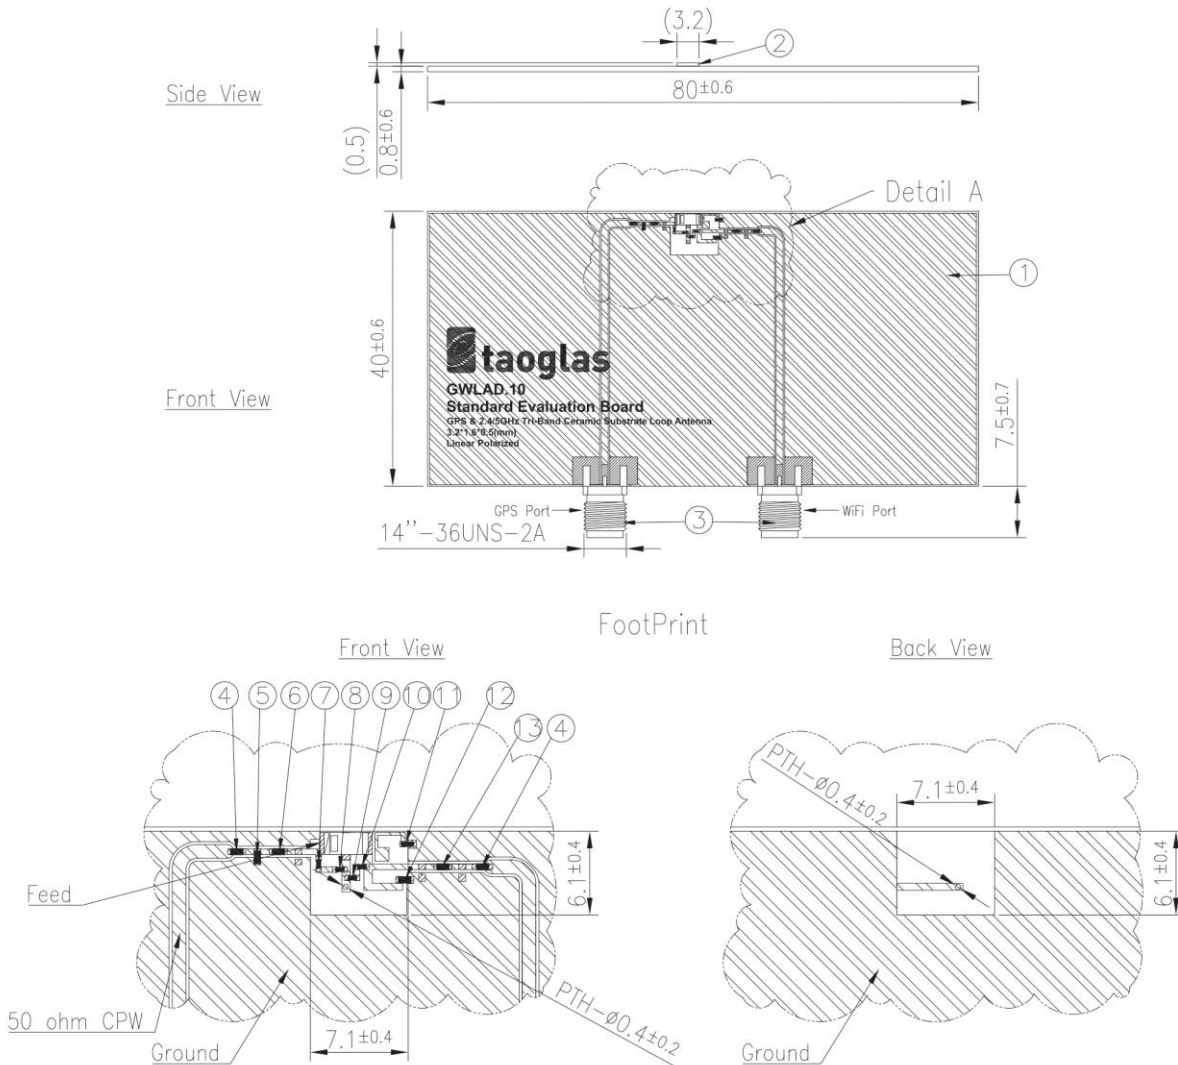 (3.2)
②
80±0.6
Side View
(0.5)
0.8±0.6
Detail A
①
40±0.6
taoglas
GWLAD.10
Standard Evaluation Board
GPS & 2.4/5GHz Tri-Band Ceramic Substrate Loop Antenna
3.2*1.6*0.5(mm)
Linear Polarized
Front View
7.5±0.7
GPS Port
③
WiFi Port
14''-36UNS-2A
FootPrint
Front View
Back View
④ ⑤ ⑥ ⑦ ⑧ ⑨ ⑩ ⑪ ⑫
⑬ ④
Feed
6.1±0.4
50 ohm CPW
Ground
7.1±0.4
PTH-ø0.4±0.2
PTH-ø0.4±0.2
7.1±0.4
6.1±0.4
Ground